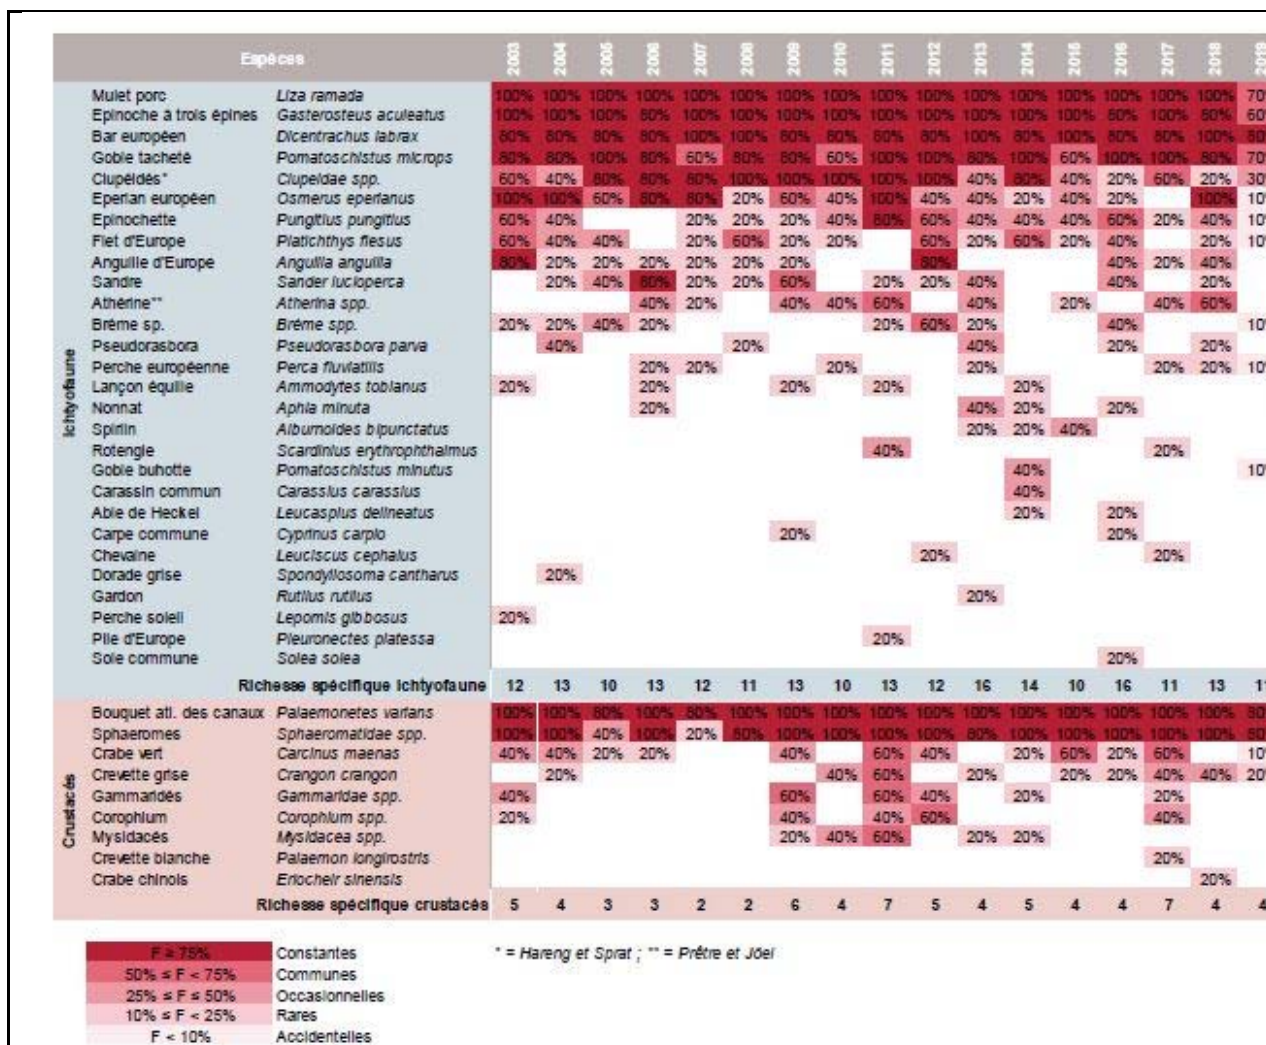 Espèces 2003 2004 2005 2006 2007 2008 2009 2010 2011 2012 2013 2014 2015 2016 2017 2018 2019
Ichtyofaune
Mulet porc Liza ramada 100% 100% 100% 100% 100% 100% 100% 100% 100% 100% 100% 100% 100% 100% 100% 100% 70
Epinoche à trois épines Gasterosteus aculeatus 100% 100% 100% 80% 100% 100% 100% 100% 100% 100% 100% 100% 100% 80% 100% 80% 60
Bar européen Dicentrachus labrax 80% 80% 80% 80% 100% 100% 80% 80% 80% 80% 100% 100% 80% 80% 80% 100% 80
Gobie tacheté Pomatoschistus microps 80% 80% 100% 80% 60% 80% 80% 60% 100% 100% 80% 100% 60% 100% 100% 80% 70
Clupéidés* Clupeidae spp. 60% 40% 80% 80% 80% 100% 100% 100% 100% 100% 40% 80% 40% 20% 60% 20% 30
Eperlan européen Osmerus eperlanus 100% 100% 60% 80% 80% 20% 60% 40% 100% 40% 40% 20% 40% 20% 100% 10
Epinochette Pungitius pungitius 60% 40% 20% 20% 20% 40% 80% 60% 40% 40% 40% 60% 20% 40% 10
Flet d'Europe Platichthys flesus 60% 40% 40% 20% 60% 20% 20% 60% 20% 60% 20% 40% 20% 10
Anguille d'Europe Anguilla anguilla 80% 20% 20% 20% 20% 20% 20% 80% 40% 20% 40%
Sandre Sander lucioperca 20% 40% 80% 20% 20% 60% 20% 20% 40% 40% 20%
Athérine** Atherina spp. 40% 20% 40% 40% 60% 40% 20% 40% 60%
Brème sp. Brème spp. 20% 20% 40% 20% 20% 60% 20% 40% 10
Pseudorasbora Pseudorasbora parva 40% 20% 40% 20% 20%
Perche européenne Perca fluviatilis 20% 20% 20% 20% 20% 20% 10
Lançon équille Ammodytes tobianus 20% 20% 20% 20% 20%
Nonnat Aphia minuta 20% 40% 20% 20%
Spirlin Alburnoides bipunctatus 20% 20% 40%
Rotengle Scardinius erythrophthalmus 40% 20%
Gobie buhotte Pomatoschistus minutus 40% 10
Carassin commun Carassius carassius 40%
Able de Heckel Leucaspius delineatus 20% 20%
Carpe commune Cyprinus carpio 20% 20%
Chevaine Leuciscus cephalus 20% 20%
Dorade grise Spondyliosoma cantharus 20%
Gardon Rutilus rutilus 20%
Perche soleil Lepomis gibbosus 20%
Plie d'Europe Pleuronectes platessa 20%
Sole commune Solea solea 20%
Richesse spécifique ichtyofaune 12 13 10 13 12 11 13 10 13 12 16 14 10 16 11 13 11
Crustacés
Bouquet atl. des canaux Palaemonetes varians 100% 100% 80% 100% 80% 100% 100% 100% 100% 100% 100% 100% 100% 100% 100% 100% 80
Sphaeromes Sphaeromatidae spp. 100% 100% 40% 100% 20% 80% 100% 100% 100% 100% 80% 100% 100% 100% 100% 100% 80
Crabe vert Carcinus maenas 40% 40% 20% 20% 40% 60% 40% 20% 60% 20% 60% 10
Crevette grise Crangon crangon 20% 40% 60% 20% 20% 20% 40% 40% 20
Gammaridés Gammaridae spp. 40% 60% 60% 40% 20% 20%
Corophium Corophium spp. 20% 40% 40% 60% 40%
Mysidacés Mysidacea spp. 20% 40% 60% 20% 20%
Crevette blanche Palaemon longirostris 20%
Crabe chinois Eriocheir sinensis 20%
Richesse spécifique crustacés 5 4 3 3 2 2 6 4 7 5 4 5 4 4 7 4 4
F ≥ 75% Constantes * = Hareng et Sprat ; ** = Prêtre et Jöel
50% ≤ F < 75% Communes
25% ≤ F ≤ 50% Occasionnelles
10% ≤ F < 25% Rares
F < 10% Accidentelles